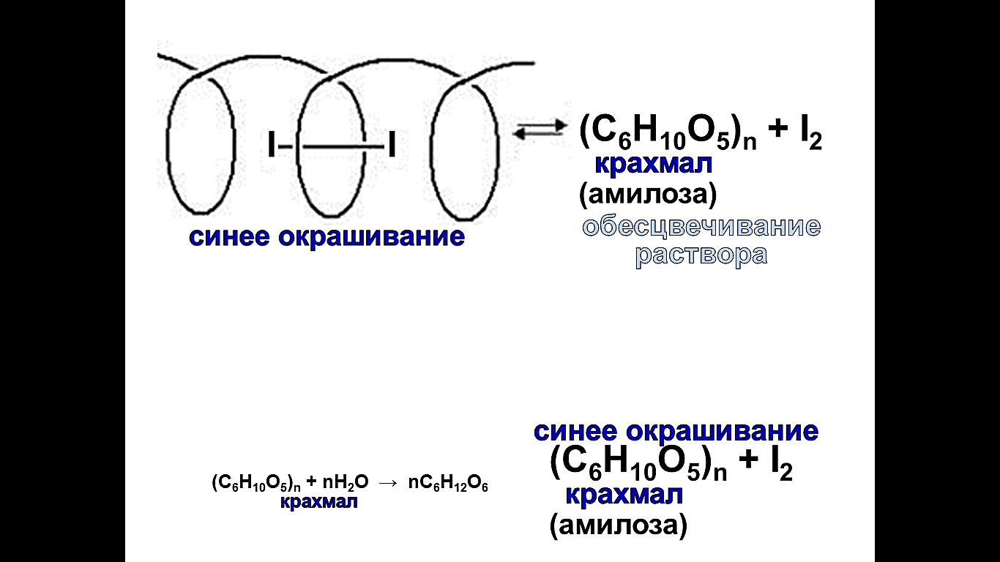 I I
(C₆H₁₀O₅)ₙ + I₂
крахмал
(амилоза)
синее окрашивание
обесцвечивание
раствора
синее окрашивание
(C₆H₁₀O₅)ₙ + I₂
крахмал
(амилоза)
(C₆H₁₀O₅)ₙ + nH₂O → nC₆H₁₂O₆
крахмал